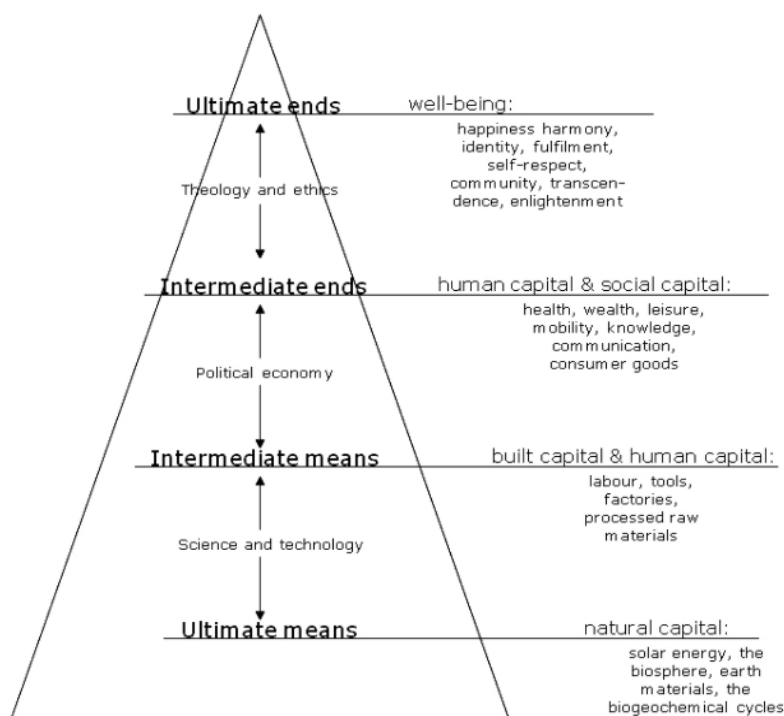 Ultimate ends
well-being:
happiness harmony,
identity, fulfilment,
self-respect,
community, transcen-
dence, enlightenment
Theology and ethics
Intermediate ends
human capital & social capital:
health, wealth, leisure,
mobility, knowledge,
communication,
consumer goods
Political economy
Intermediate means
built capital & human capital:
labour, tools,
factories,
processed raw
materials
Science and technology
Ultimate means
natural capital:
solar energy, the
biosphere, earth
materials, the
biogeochemical cycles